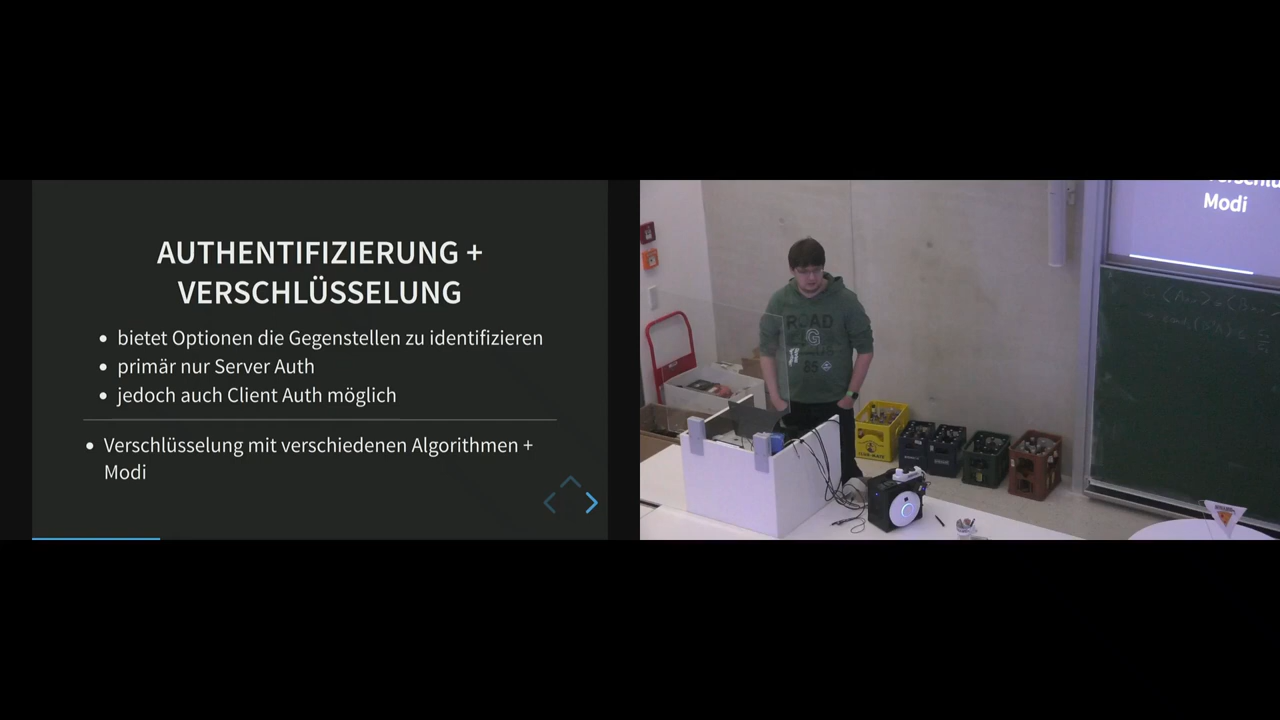 AUTHENTIFIZIERUNG +
VERSCHLÜSSELUNG
bietet Optionen die Gegenstellen zu identifizieren
primär nur Server Auth
jedoch auch Client Auth möglich
Verschlüsselung mit verschiedenen Algorithmen +
Modi
Modi
ROAD
G
85